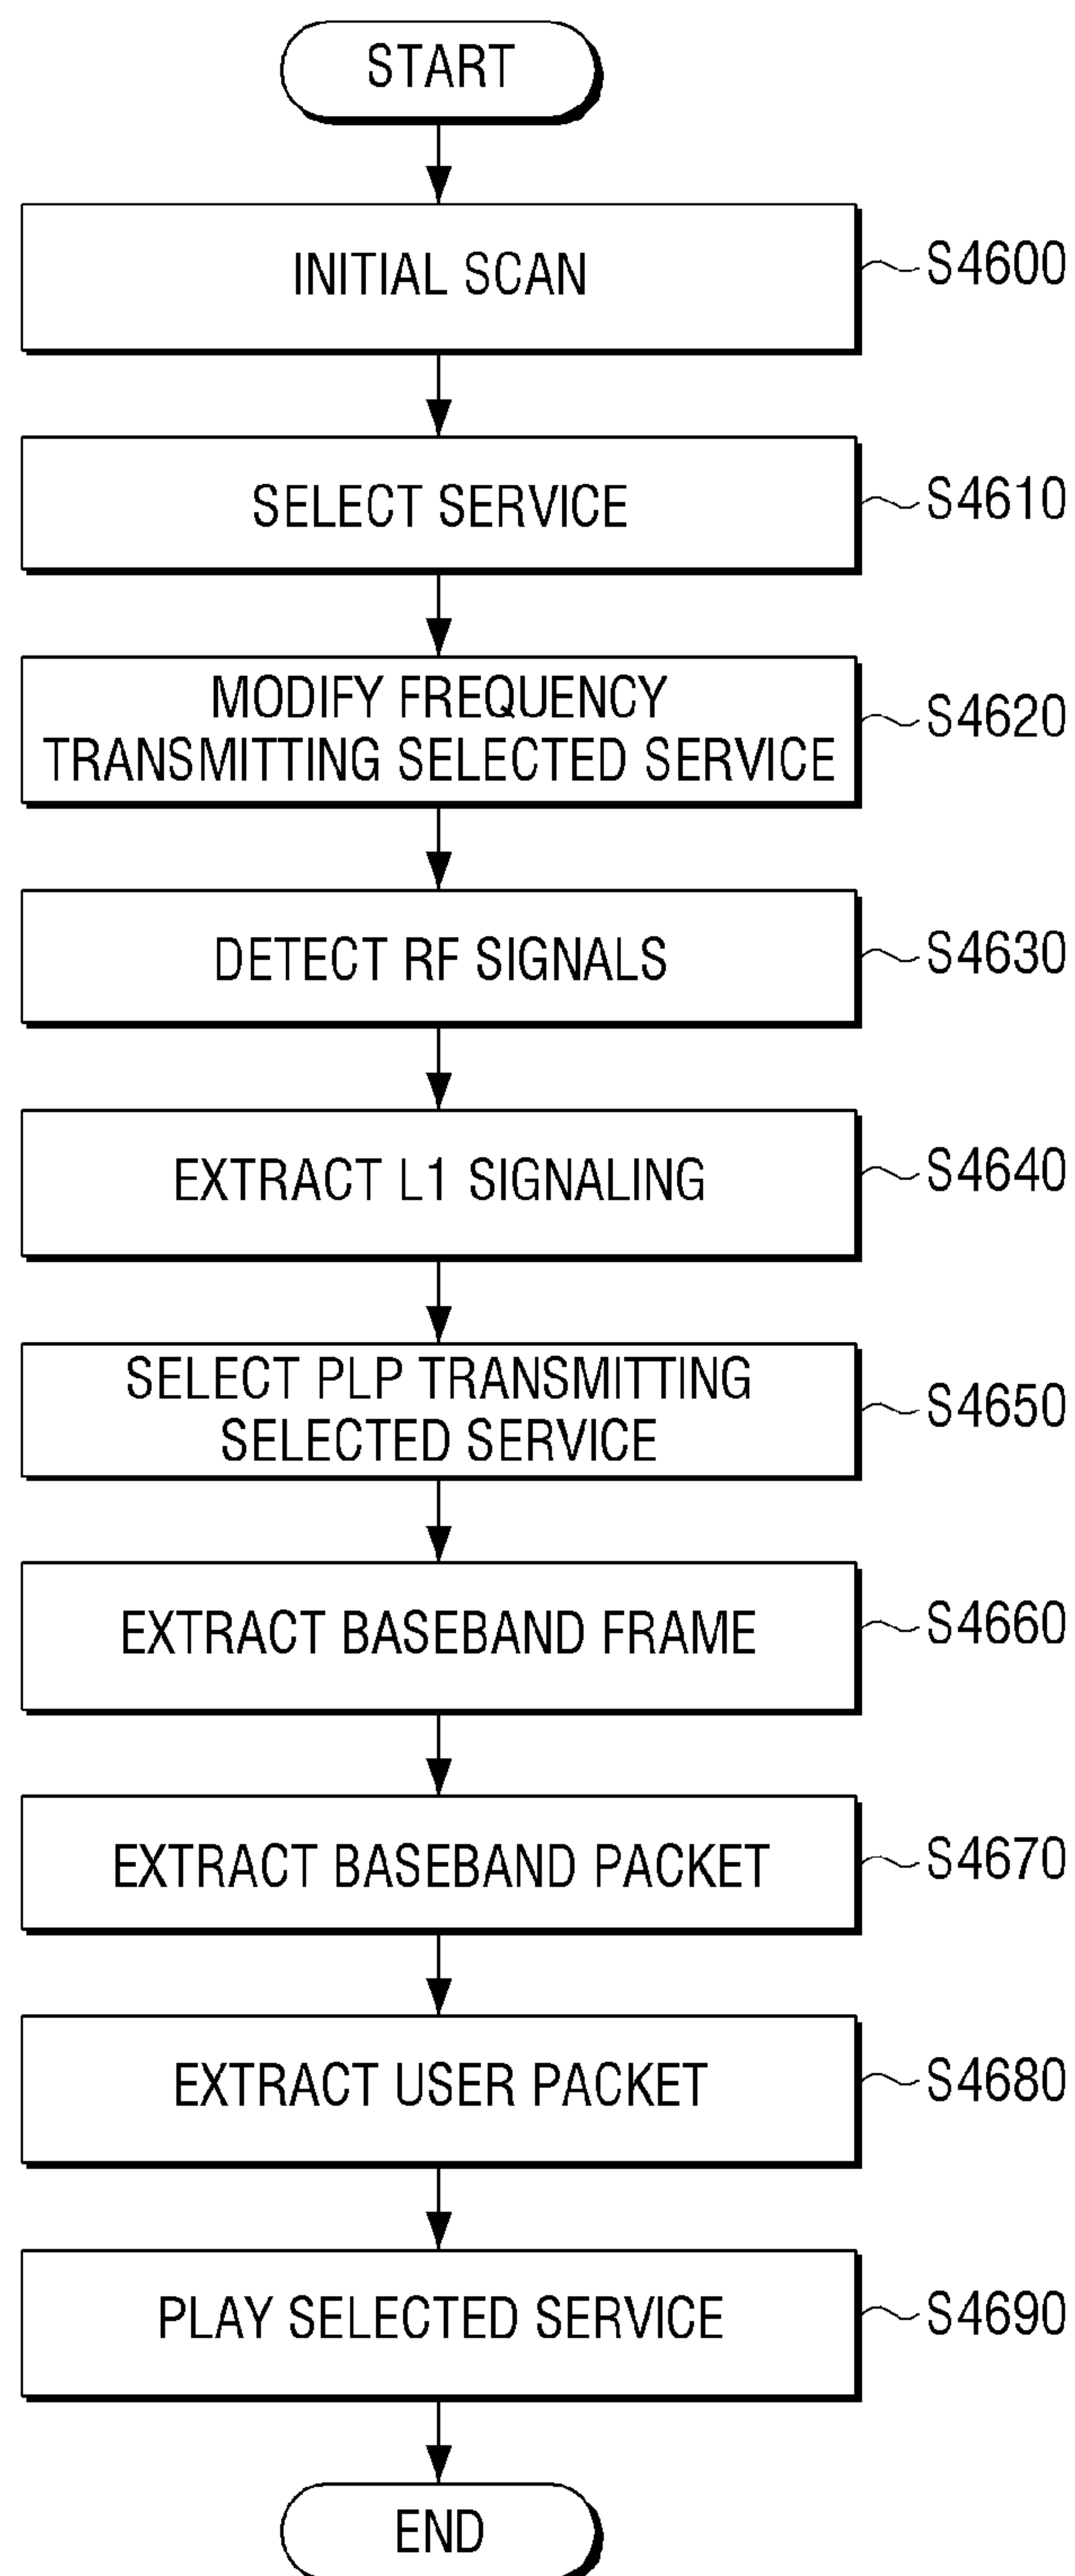 START
INITIAL SCAN
S4600
SELECT SERVICE
S4610
MODIFY FREQUENCY
TRANSMITTING SELECTED SERVICE
S4620
DETECT RF SIGNALS
S4630
EXTRACT L1 SIGNALING
S4640
SELECT PLP TRANSMITTING
SELECTED SERVICE
S4650
EXTRACT BASEBAND FRAME
S4660
EXTRACT BASEBAND PACKET
S4670
EXTRACT USER PACKET
S4680
PLAY SELECTED SERVICE
S4690
END